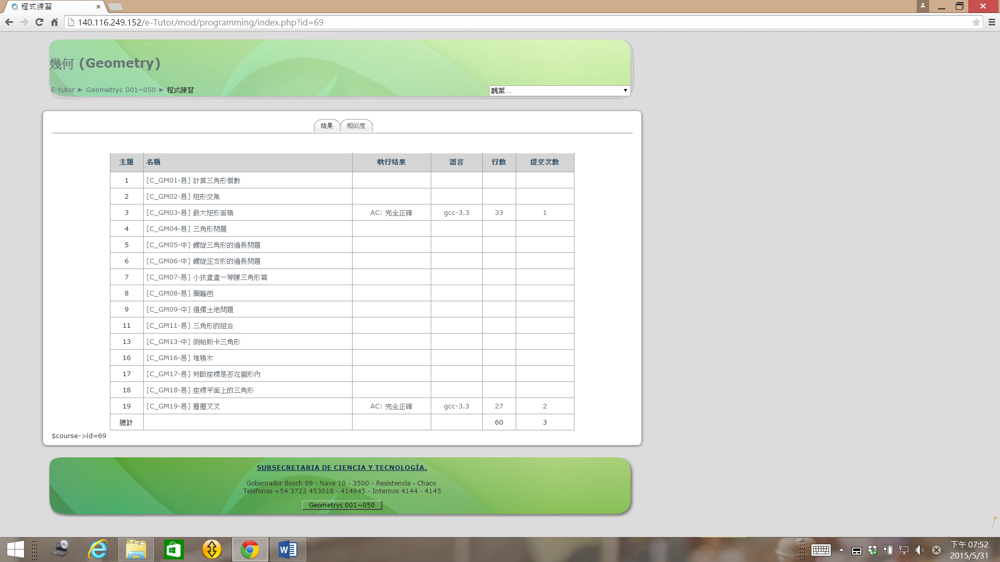 程式練習
140.116.249.152/e-Tutor/mod/programming/index.php?id=69
幾何 (Geometry)
E-tutor ► Geometryc 001~050 ► 程式練習
跳至...
结果 相似度
主題 名稱 執行结果 語言 行數 提交次數
1 [C_GM01-易] 計算三角形個數
2 [C_GM02-易] 矩形交集
3 [C_GM03-易] 最大矩形面積 AC: 完全正確 gcc-3.3 33 1
4 [C_GM04-易] 三角形問題
5 [C_GM05-中] 螺旋三角形的邊長問題
6 [C_GM06-中] 螺旋正方形的邊長問題
7 [C_GM07-易] 小孩畫畫一等腰三角形篇
8 [C_GM08-易] 圈籬笆
9 [C_GM09-中] 選擇土地問題
11 [C_GM11-易] 三角形的組合
13 [C_GM13-中] 倒帕斯卡三角形
16 [C_GM16-易] 堆積木
17 [C_GM17-易] 判斷座標是否在圖形內
18 [C_GM18-易] 座標平面上的三角形
19 [C_GM19-易] 圈圈叉叉 AC: 完全正確 gcc-3.3 27 2
總計 60 3
$course->id=69
SUBSECRETARIA DE CIENCIA Y TECNOLOGÍA.
Gobernador Bosch 99 - Nave 10 - 3500 - Resistencia - Chaco
Teléfonos +54 3722 453018 - 414945 - Internos 4144 - 4145
Geometryc 001~050
下午 07:52
2015/5/31